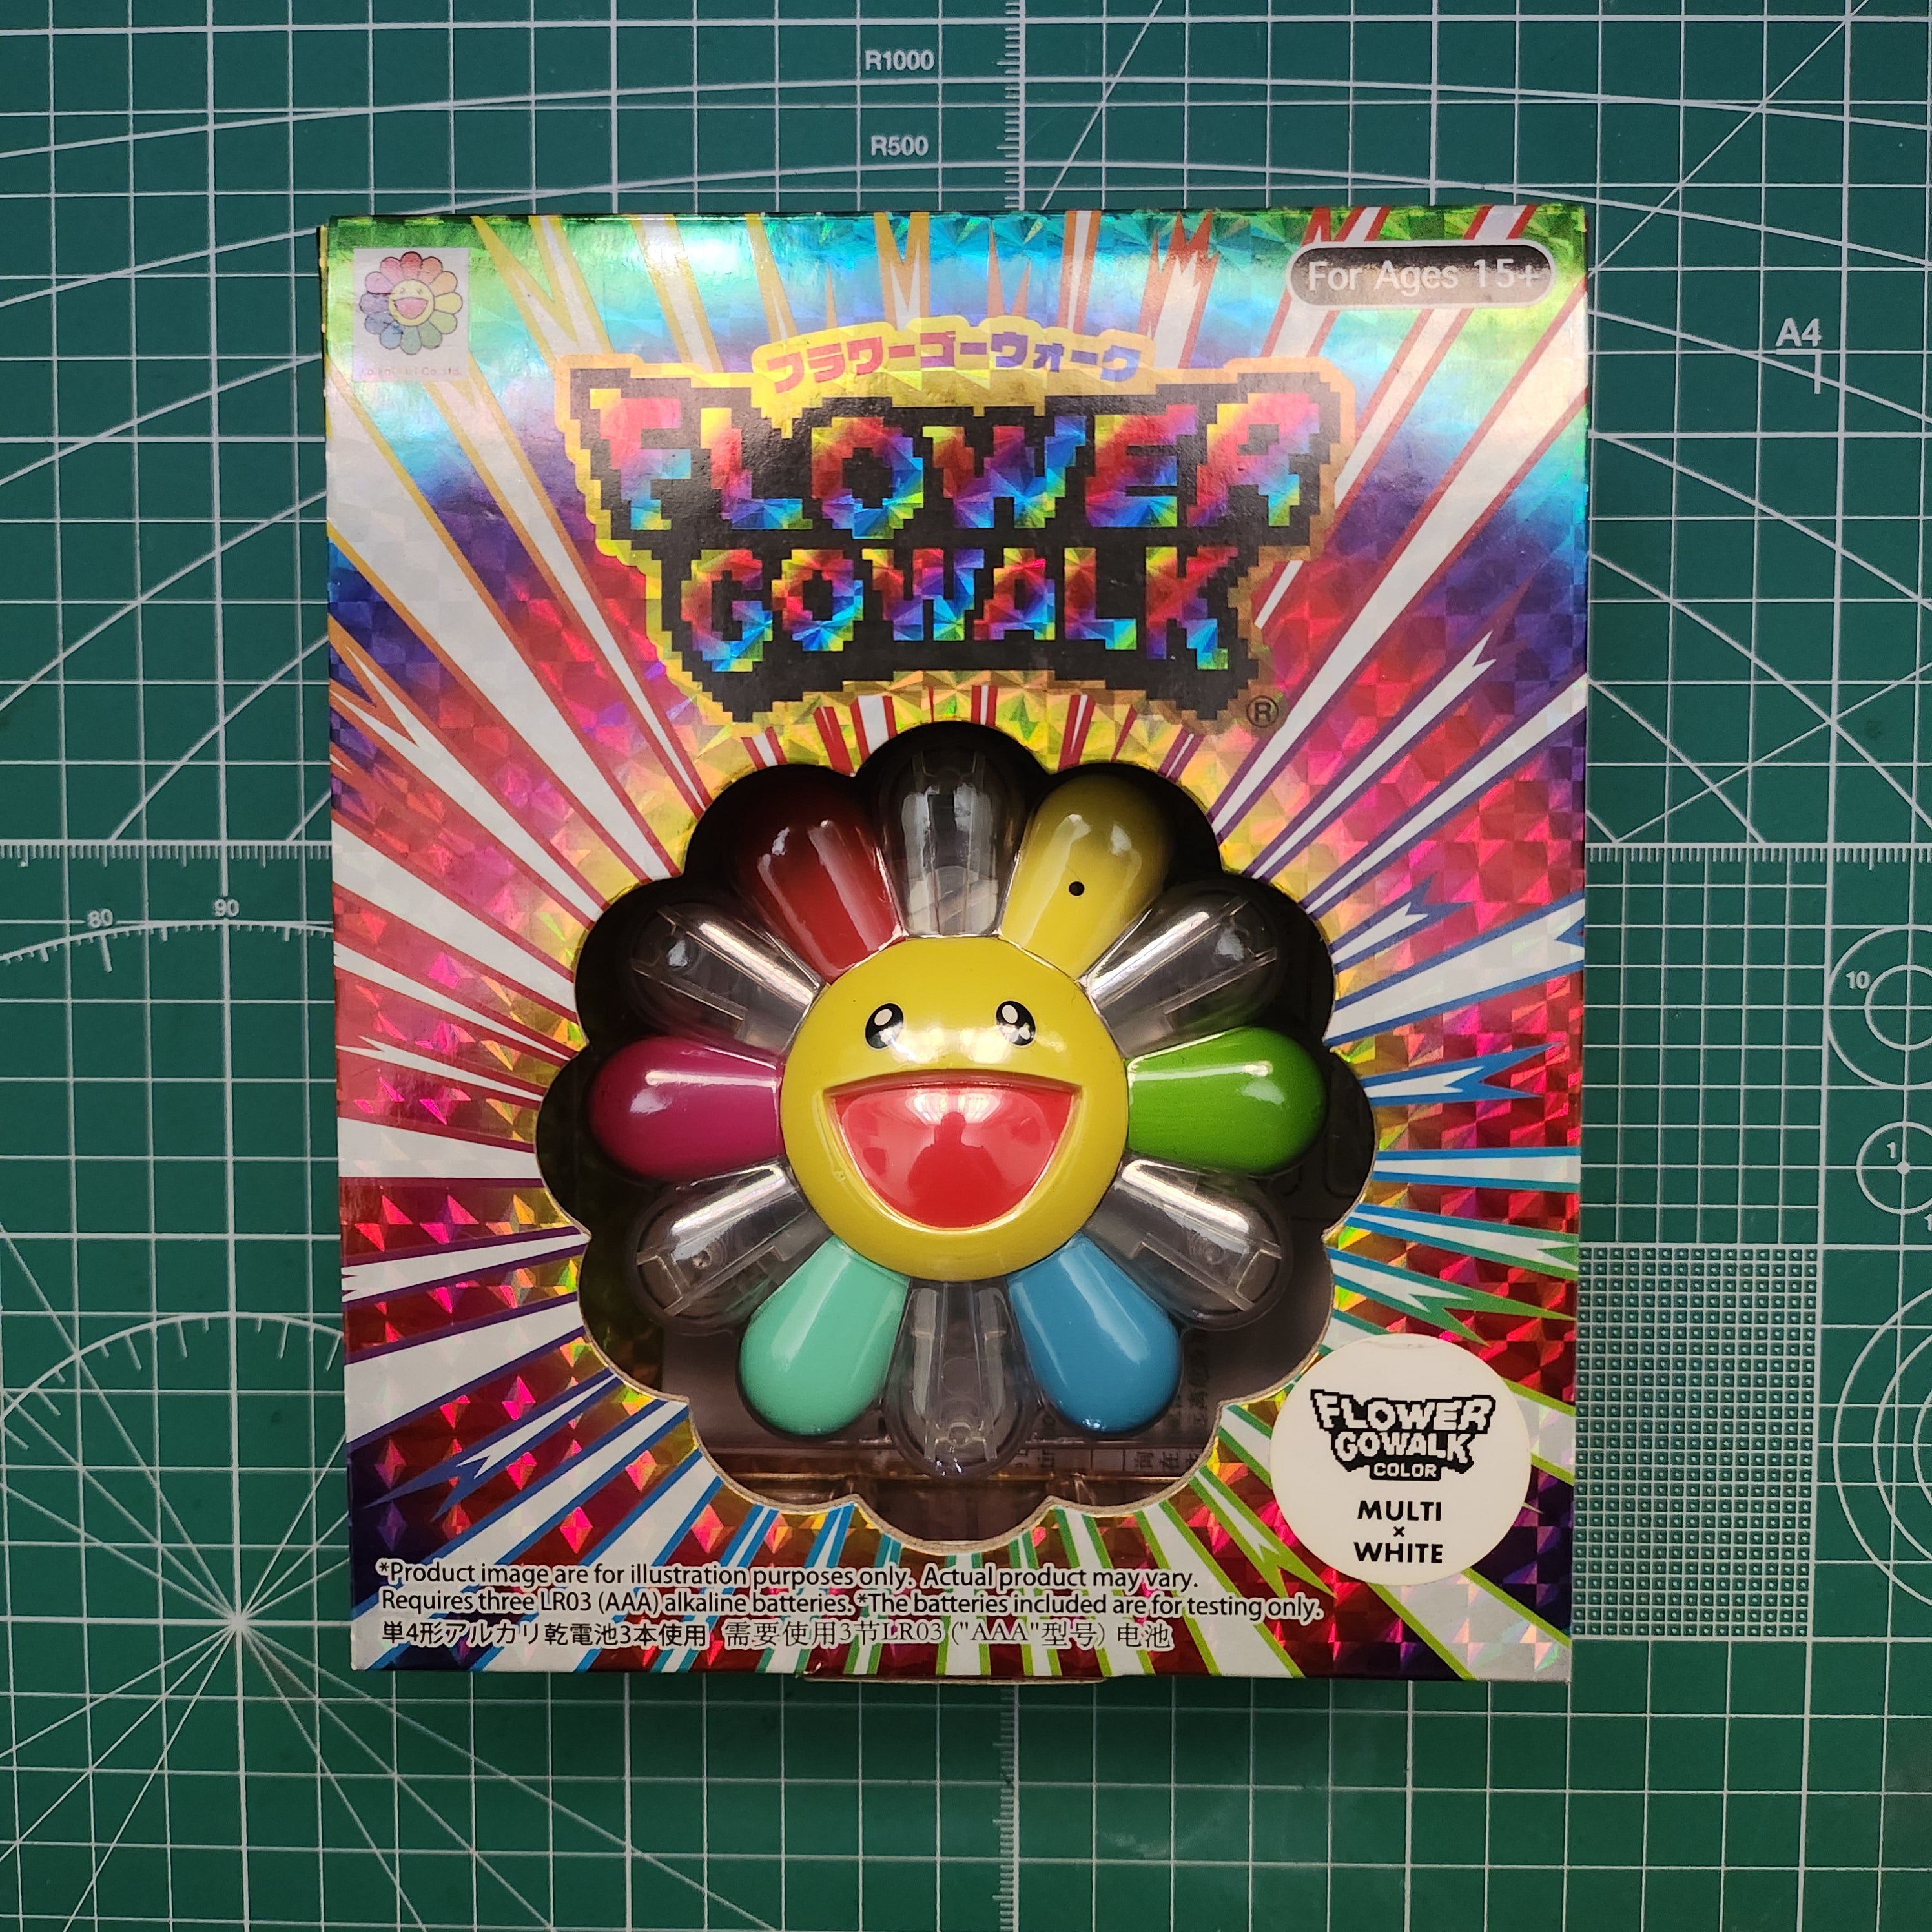 R1000
R500
A4
For Ages 15+
フラワーゴーウォーク
FLOWER
GOWALK
®
80
90
10
1
FLOWER
GOWALK
COLOR
MULTI
×
WHITE
*Product image are for illustration purposes only. Actual product may vary.
Requires three LR03 (AAA) alkaline batteries. *The batteries included are for testing only.
単4形アルカリ乾電池3本使用 需要使用3节LR03 ("AAA"型号) 电池